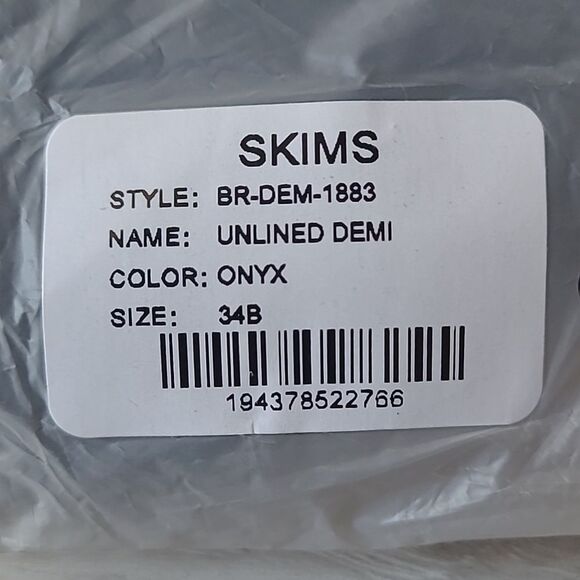 SKIMS
STYLE: BR-DEM-1883
NAME: UNLINED DEMI
COLOR: ONYX
SIZE: 34B
194378522766